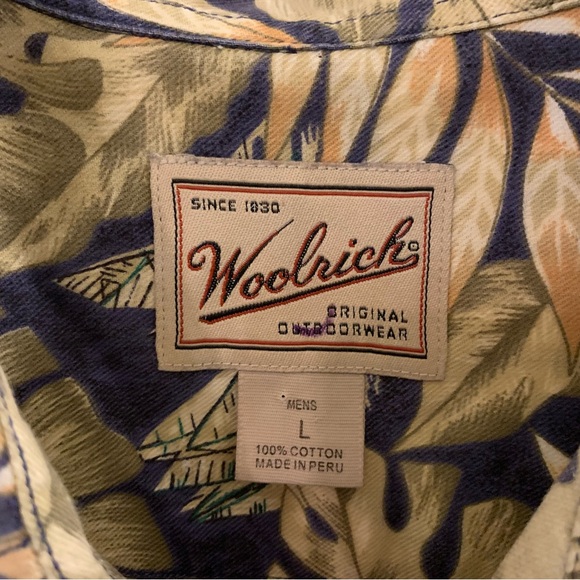 SINCE 1830
Woolrich®
ORIGINAL
OUTDOORWEAR
MENS
L
100% COTTON
MADE IN PERU